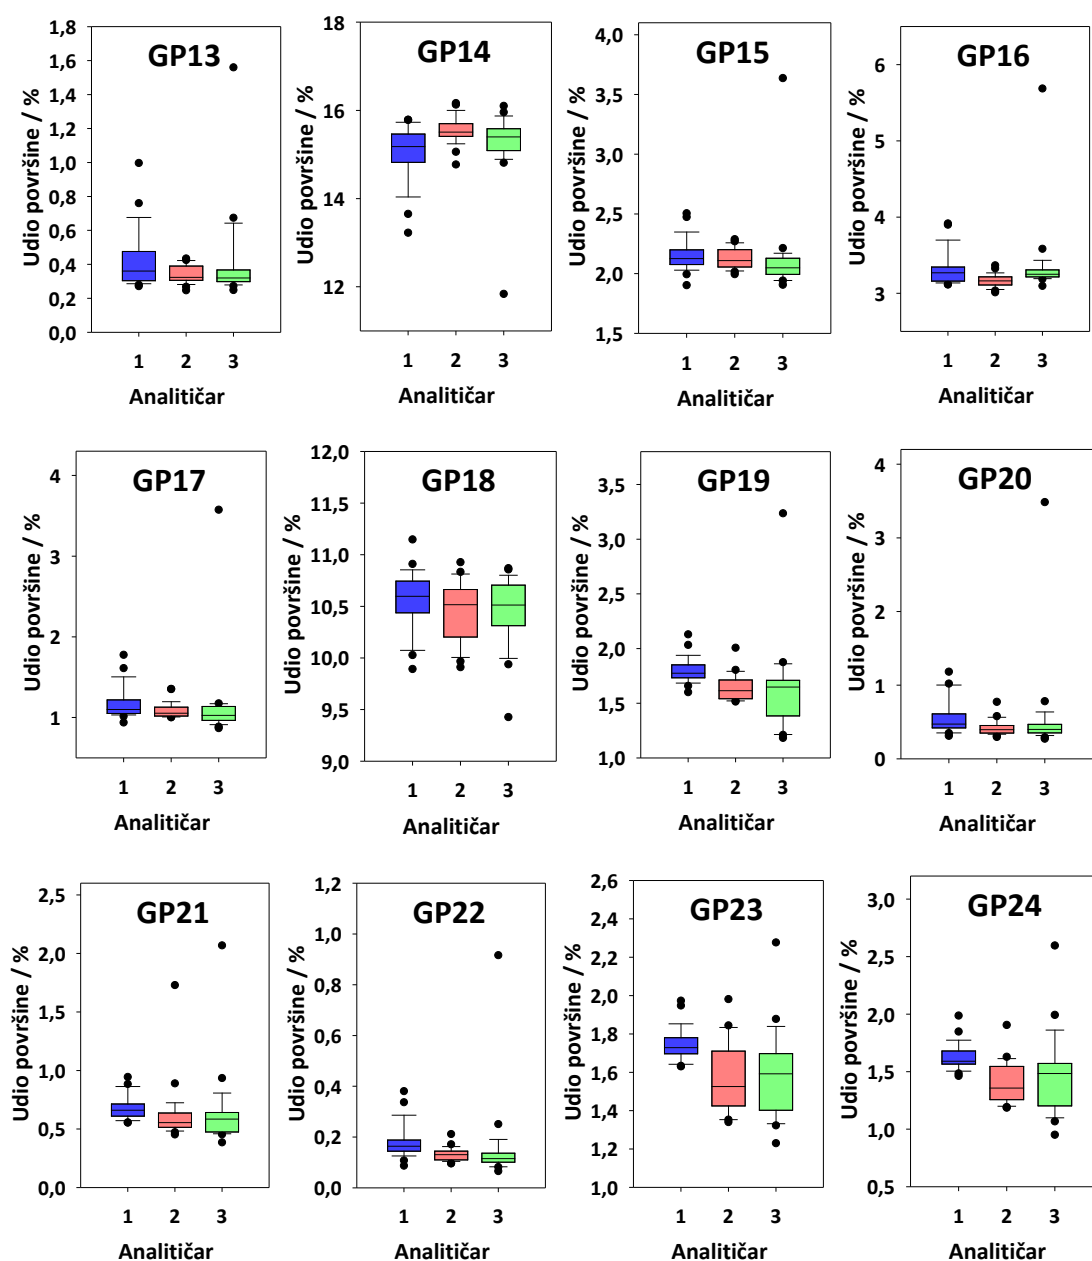 GP13
Udio površine / %
1,8
1,6
1,4
1,2
1,0
0,8
0,6
0,4
0,2
0,0
1 2 3
Analitičar
GP14
Udio površine / %
18
16
14
12
1 2 3
Analitičar
GP15
Udio površine / %
4,0
3,5
3,0
2,5
2,0
1,5
1 2 3
Analitičar
GP16
Udio površine / %
6
5
4
3
1 2 3
Analitičar
GP17
Udio površine / %
4
3
2
1
1 2 3
Analitičar
GP18
Udio površine / %
12,0
11,0
10,5
10,0
9,5
9,0
1 2 3
Analitičar
GP19
Udio površine / %
3,5
3,0
2,5
2,0
1,5
1,0
1 2 3
Analitičar
GP20
Udio površine / %
4
3
2
1
0
1 2 3
Analitičar
GP21
Udio površine / %
2,5
2,0
1,5
1,0
0,5
0,0
1 2 3
Analitičar
GP22
Udio površine / %
1,2
1,0
0,8
0,6
0,4
0,2
0,0
1 2 3
Analitičar
GP23
Udio površine / %
2,6
2,4
2,2
2,0
1,8
1,6
1,4
1,2
1,0
1 2 3
Analitičar
GP24
Udio površine / %
3,0
2,5
2,0
1,5
1,0
0,5
1 2 3
Analitičar